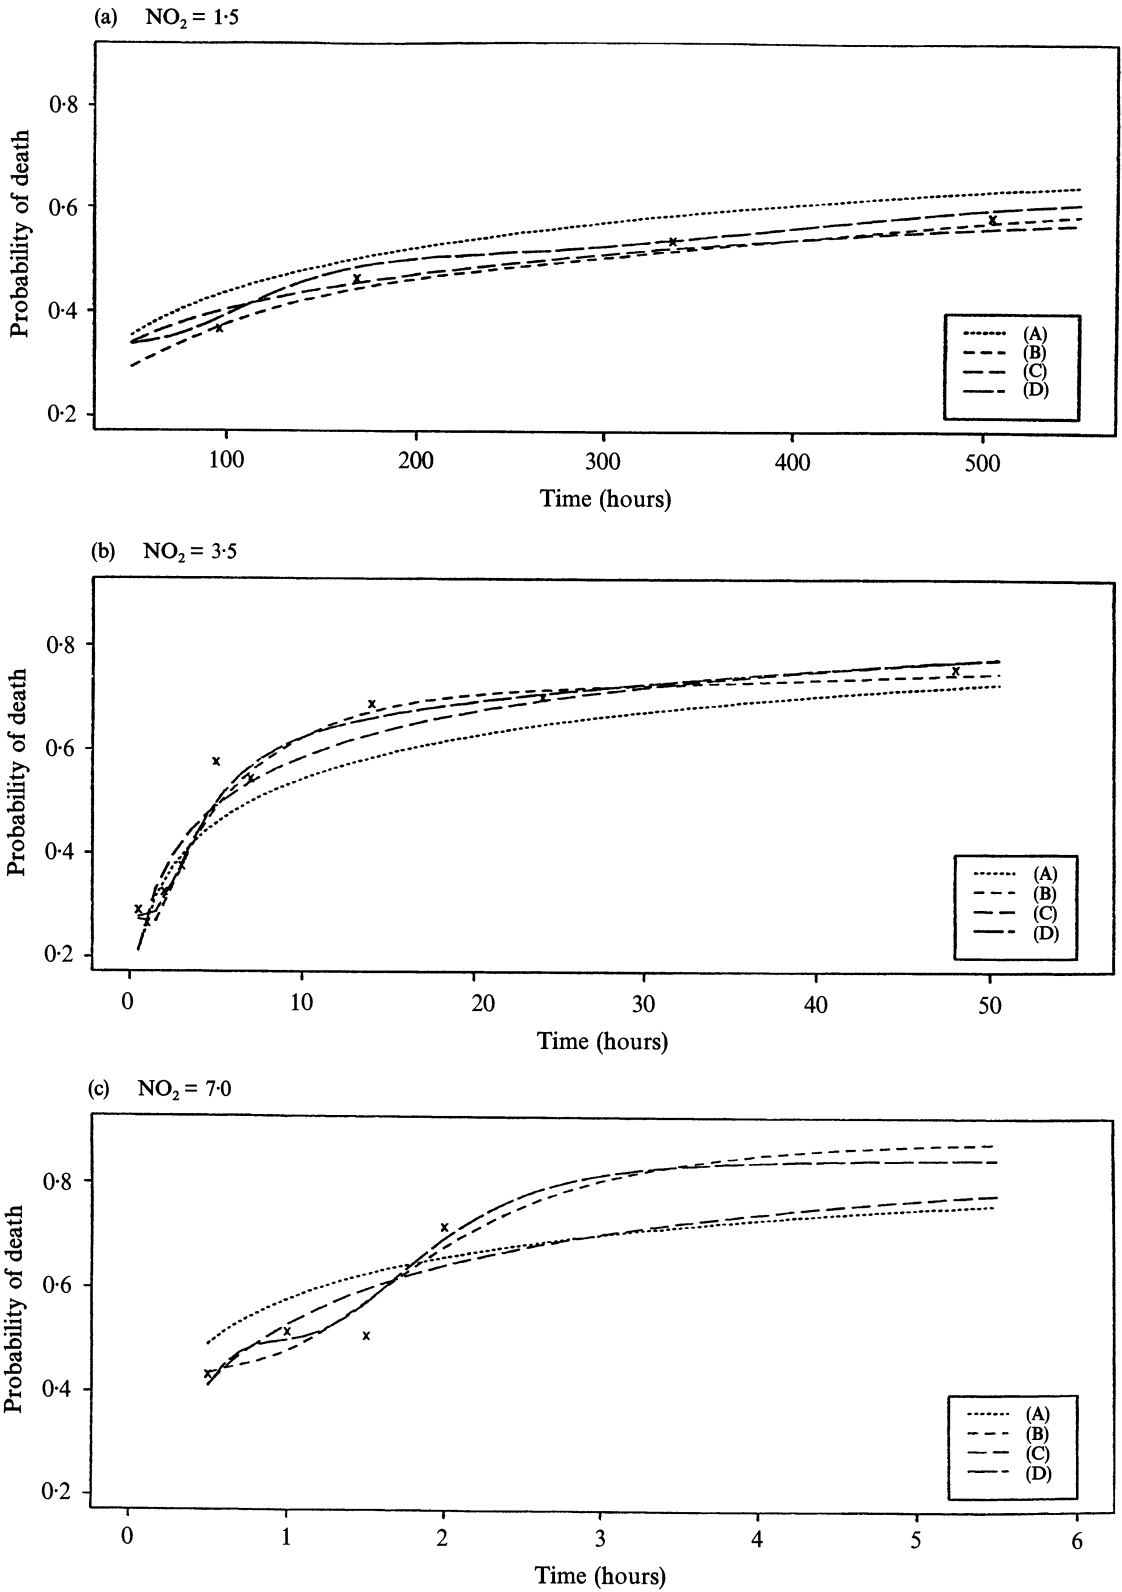 (a) NO₂ = 1·5
Probability of death
0·8
0·6
0·4
0·2
(A)
(B)
(C)
(D)
100 200 300 400 500
Time (hours)
(b) NO₂ = 3·5
Probability of death
0·8
0·6
0·4
0·2
(A)
(B)
(C)
(D)
0 10 20 30 40 50
Time (hours)
(c) NO₂ = 7·0
Probability of death
0·8
0·6
0·4
0·2
(A)
(B)
(C)
(D)
0 1 2 3 4 5 6
Time (hours)